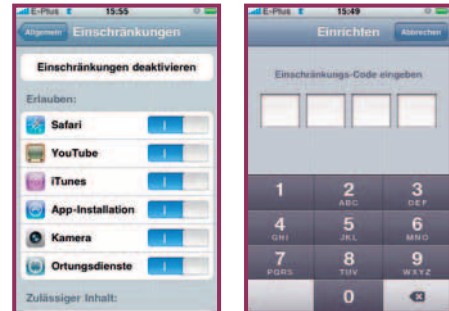 E-Plus 15:55
Allgemein Einschränkungen
Einschränkungen deaktivieren
Erlauben:
Safari
YouTube
iTunes
App-Installation
Kamera
Ortungsdienste
Zulässiger Inhalt:
E-Plus 15:49
Einrichten Abbrechen
Einschränkungs-Code eingeben
1 2 3
ABC DEF
4 5 6
GHI JKL MNO
7 8 9
PQRS TUV WXYZ
0